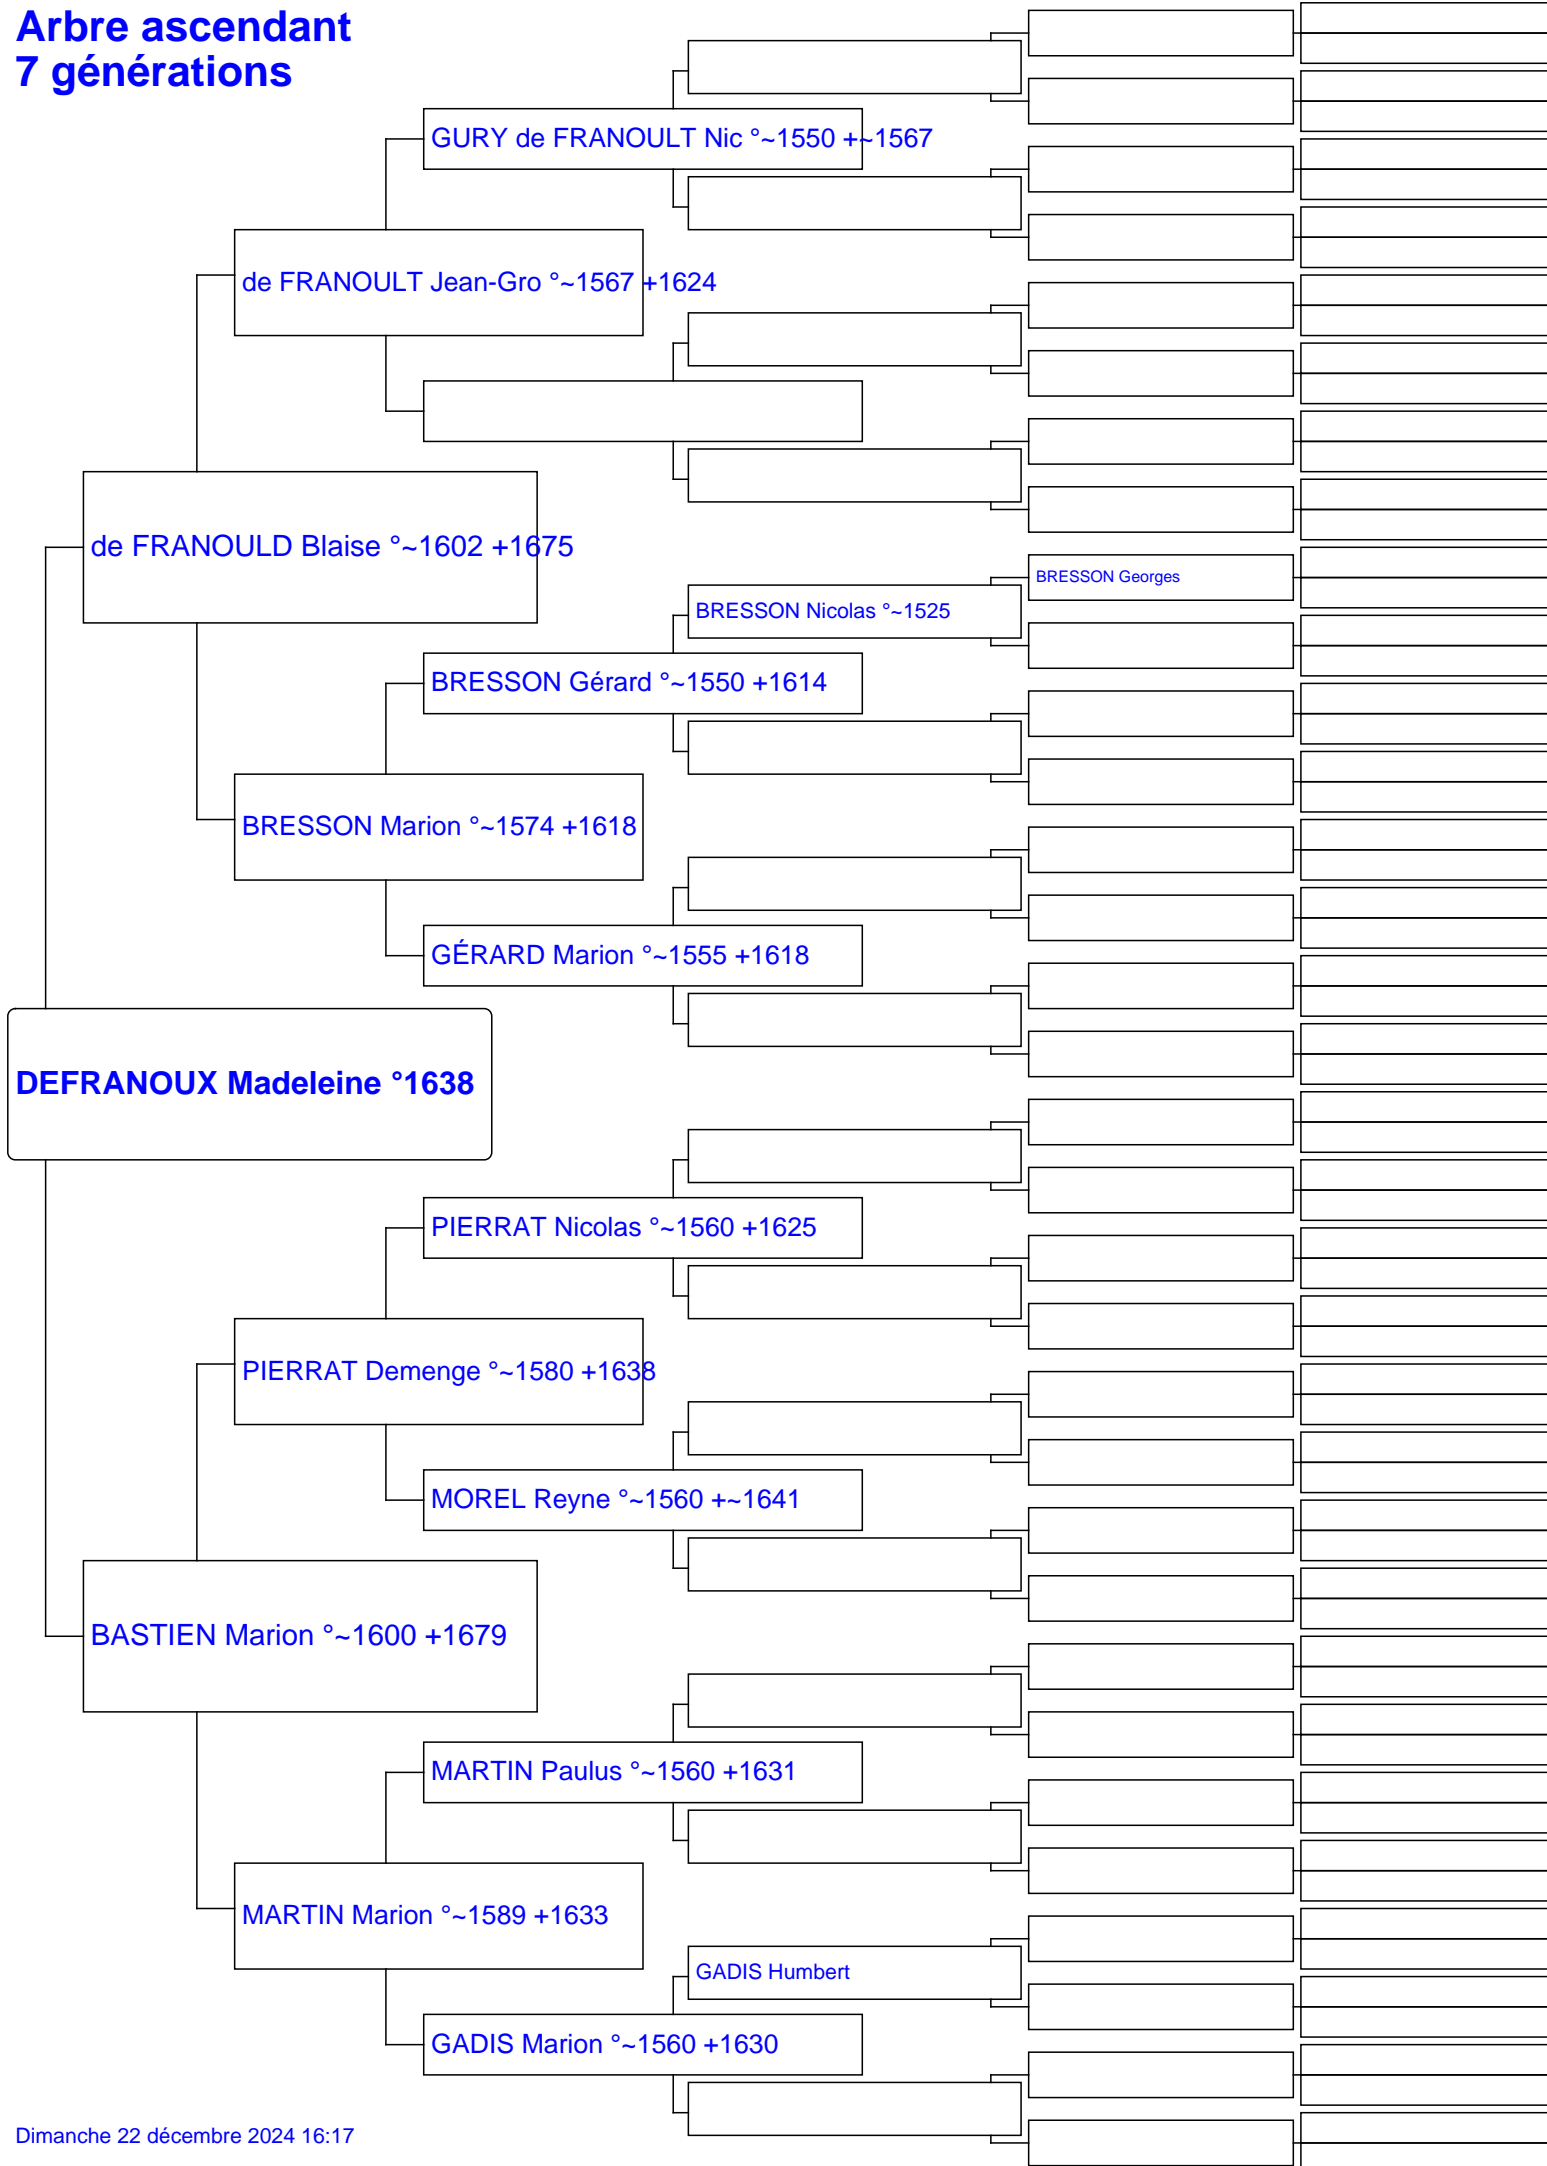 Arbre ascendant
7 générations
GURY de FRANOULT Nic °~1550 +~1567
de FRANOULT Jean-Gro °~1567 +1624
de FRANOULD Blaise °~1602 +1675
BRESSON Georges
BRESSON Nicolas °~1525
BRESSON Gérard °~1550 +1614
BRESSON Marion °~1574 +1618
GÉRARD Marion °~1555 +1618
DEFRANOUX Madeleine °1638
PIERRAT Nicolas °~1560 +1625
PIERRAT Demenge °~1580 +1638
MOREL Reyne °~1560 +~1641
BASTIEN Marion °~1600 +1679
MARTIN Paulus °~1560 +1631
MARTIN Marion °~1589 +1633
GADIS Humbert
GADIS Marion °~1560 +1630
Dimanche 22 décembre 2024 16:17